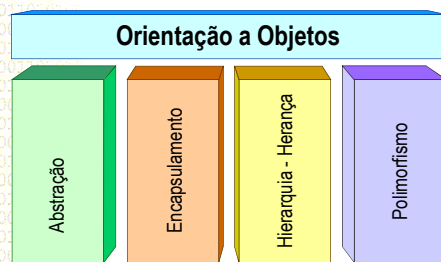 Orientação a Objetos
Abstração
Encapsulamento
Hierarquia - Herança
Polimorfismo